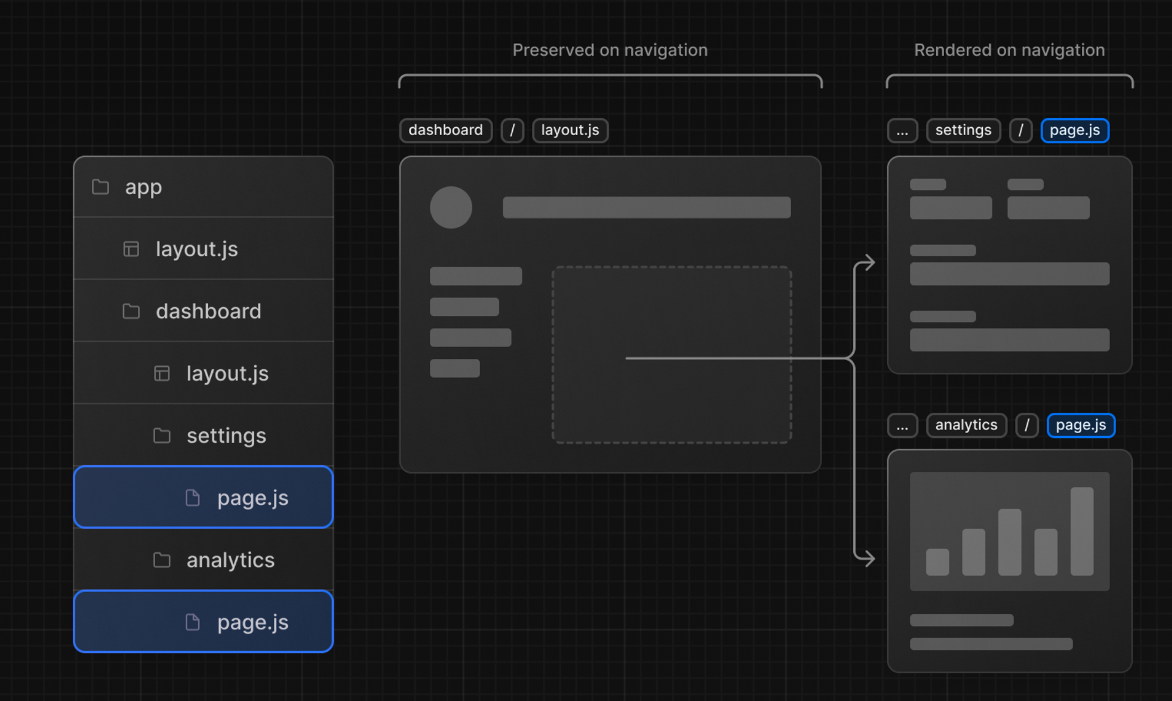 Preserved on navigation
Rendered on navigation
dashboard / layout.js
... settings / page.js
app
layout.js
dashboard
layout.js
settings
page.js
analytics
page.js
... analytics / page.js